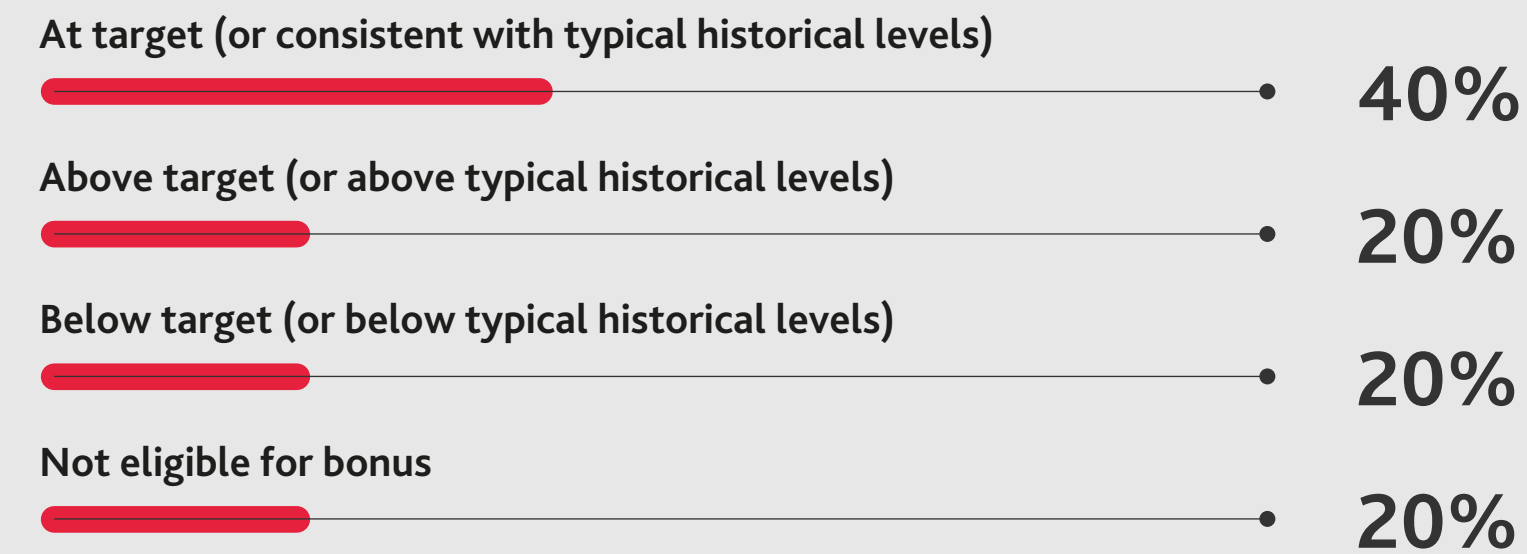 At target (or consistent with typical historical levels)
40%
Above target (or above typical historical levels)
20%
Below target (or below typical historical levels)
20%
Not eligible for bonus
20%